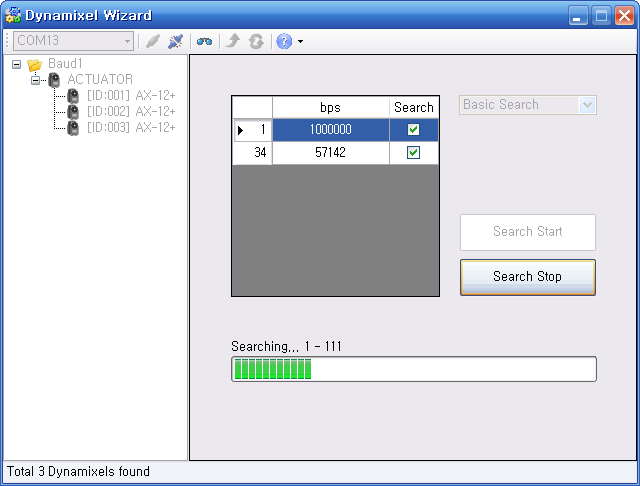 Dynamixel Wizard
COM13
Baud1
ACTUATOR
[ID:001] AX-12+
[ID:002] AX-12+
[ID:003] AX-12+
bps Search
1 1000000
34 57142
Basic Search
Search Start
Search Stop
Searching... 1 - 111
Total 3 Dynamixels found